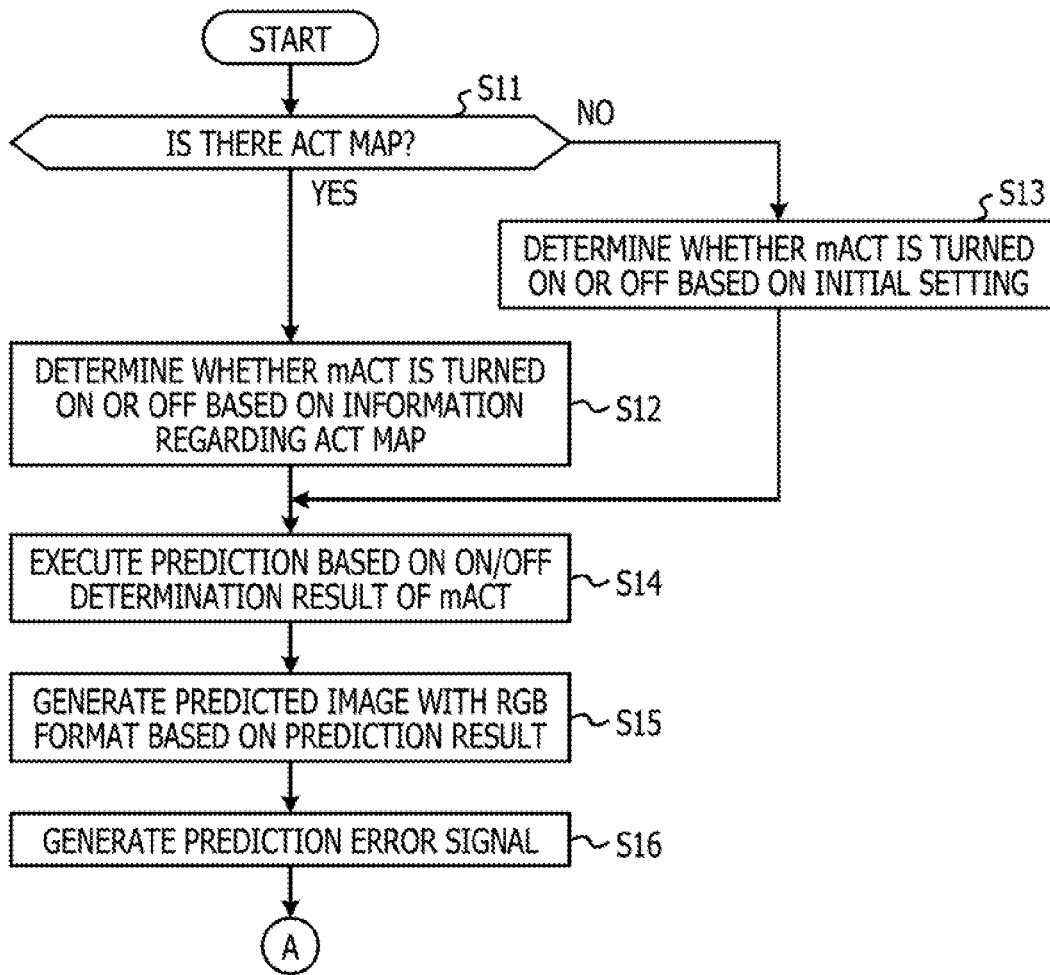 START
S11
NO
IS THERE ACT MAP?
YES
S13
DETERMINE WHETHER mACT IS TURNED
ON OR OFF BASED ON INITIAL SETTING
DETERMINE WHETHER mACT IS TURNED
ON OR OFF BASED ON INFORMATION
REGARDING ACT MAP
S12
EXECUTE PREDICTION BASED ON ON/OFF
DETERMINATION RESULT OF mACT
S14
GENERATE PREDICTED IMAGE WITH RGB
FORMAT BASED ON PREDICTION RESULT
S15
GENERATE PREDICTION ERROR SIGNAL
S16
A